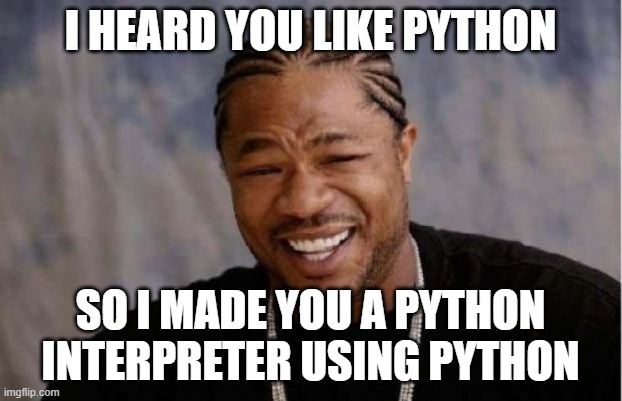 I HEARD YOU LIKE PYTHON
SO I MADE YOU A PYTHON
INTERPRETER USING PYTHON
imgflip.com